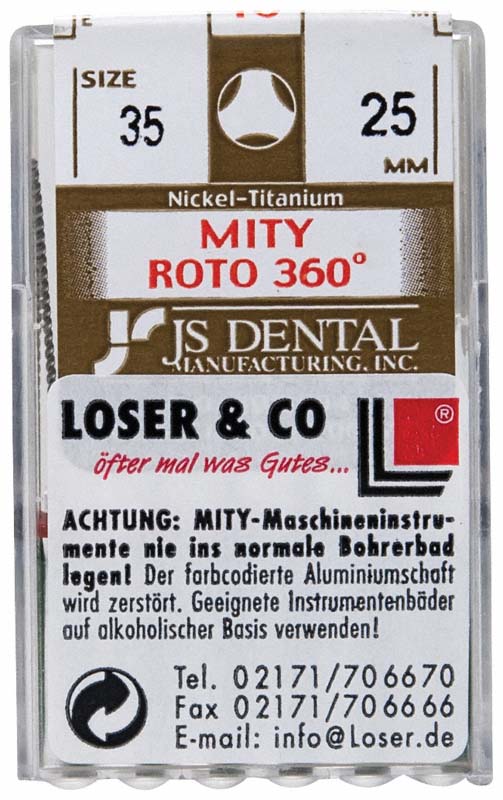 SIZE
35
25
MM
Nickel-Titanium
MITY
ROTO 360°
JS DENTAL
MANUFACTURING, INC.
LOSER & CO
®
öfter mal was Gutes...
ACHTUNG: MITY-Maschineninstru-
mente nie ins normale Bohrerbad
legen! Der farbcodierte Aluminiumschaft
wird zerstört. Geeignete Instrumentenbäder
auf alkoholischer Basis verwenden!
Tel. 02171/706670
Fax 02171/706666
E-mail: info@Loser.de